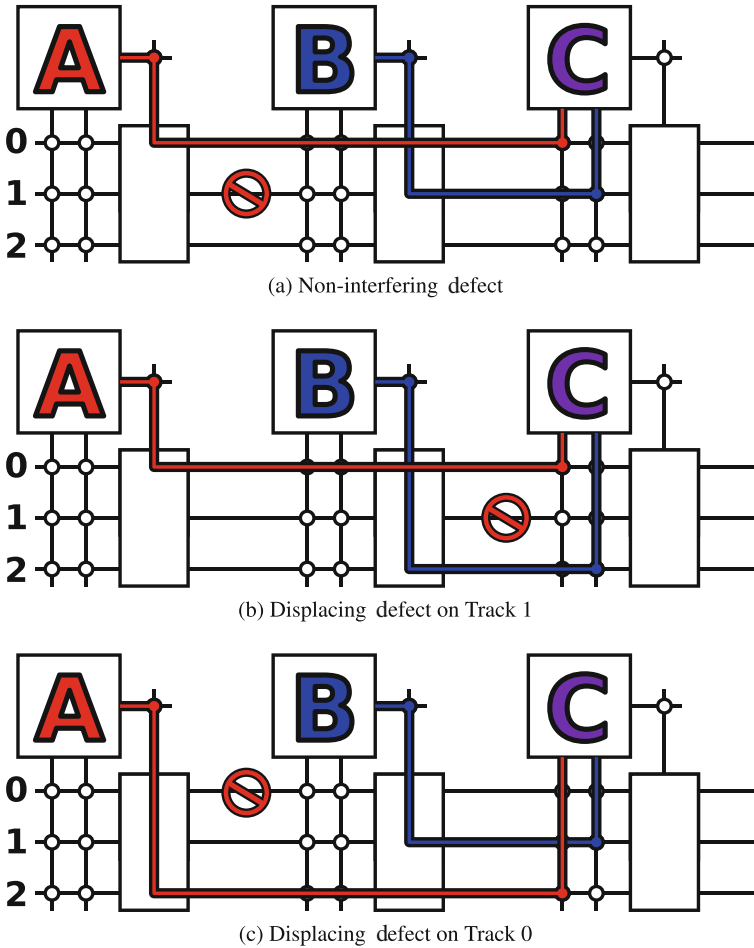 A B C
0
1
2
(a) Non-interfering defect
A B C
0
1
2
(b) Displacing defect on Track 1
A B C
0
1
2
(c) Displacing defect on Track 0